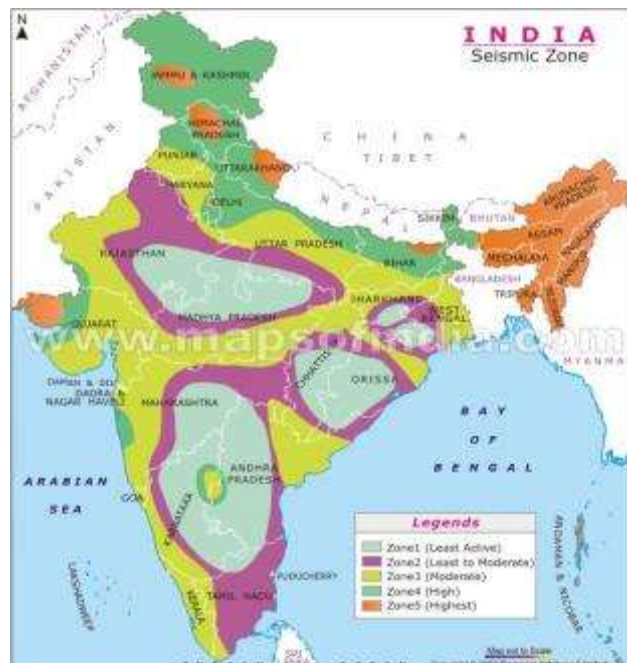 N
INDIA
Seismic Zone
AFGHANISTAN
JAMMU & KASHMIR
HIMACHAL
PRADESH
CHINA
TIBET
PAKISTAN
PUNJAB
UTTARAKHAND
HARYANA
DELHI
NEPAL
SIKKIM
BHUTAN
ARUNACHAL
PRADESH
ASSAM
NAGALAND
MEGHALAYA
MANIPUR
RAJASTHAN
UTTAR PRADESH
BIHAR
BANGLADESH
TRIPURA
JHARKHAND
WEST
BENGAL
MADHYA PRADESH
GUJARAT
www.mapsofindia.com
MYANMAR
CHHATTIS
ORISSA
DADRA &
NAGAR HAVELI
MAHARASHTRA
BAY
OF
BENGAL
ARABIAN
SEA
ANDHRA
PRADESH
GOA
KARNATAKA
Legends
Zone1 (Least Active)
Zone2 (Least to Moderate)
Zone3 (Moderate)
Zone4 (High)
Zone5 (Highest)
ANDAMAN & NICOBAR
LAKSHADWEEP
PUDUCHERRY
TAMIL NADU
KERALA
SRI
Map not to Scale